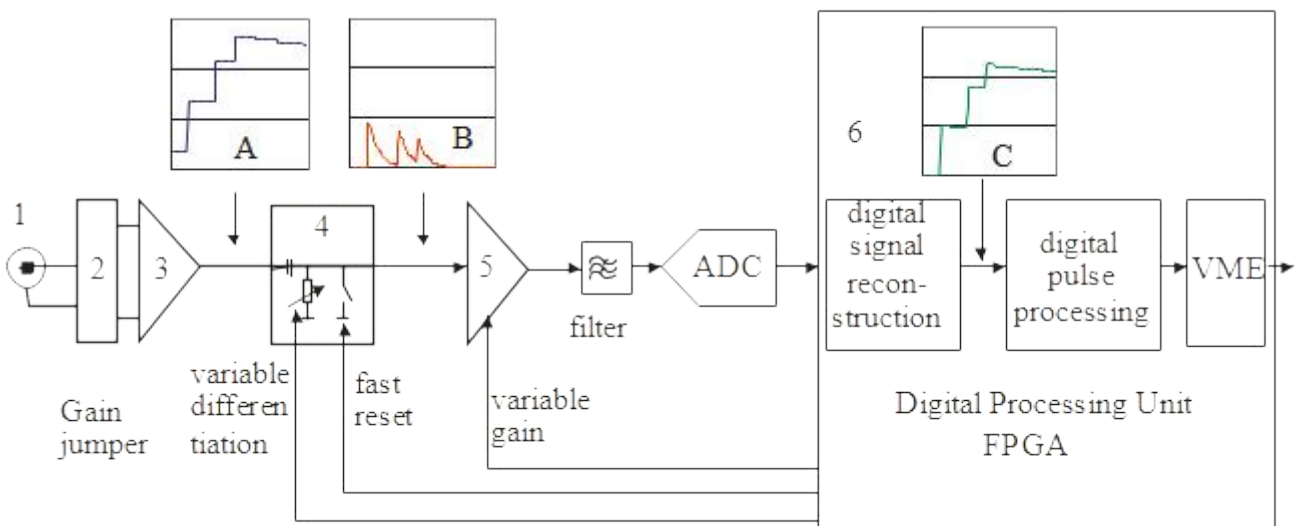 A
B
C
6
1
2
3
4
5
filter
ADC
digital
signal
recon-
struction
digital
pulse
processing
VME
Gain
jumper
variable
differen
tiation
fast
reset
variable
gain
Digital Processing Unit
FPGA